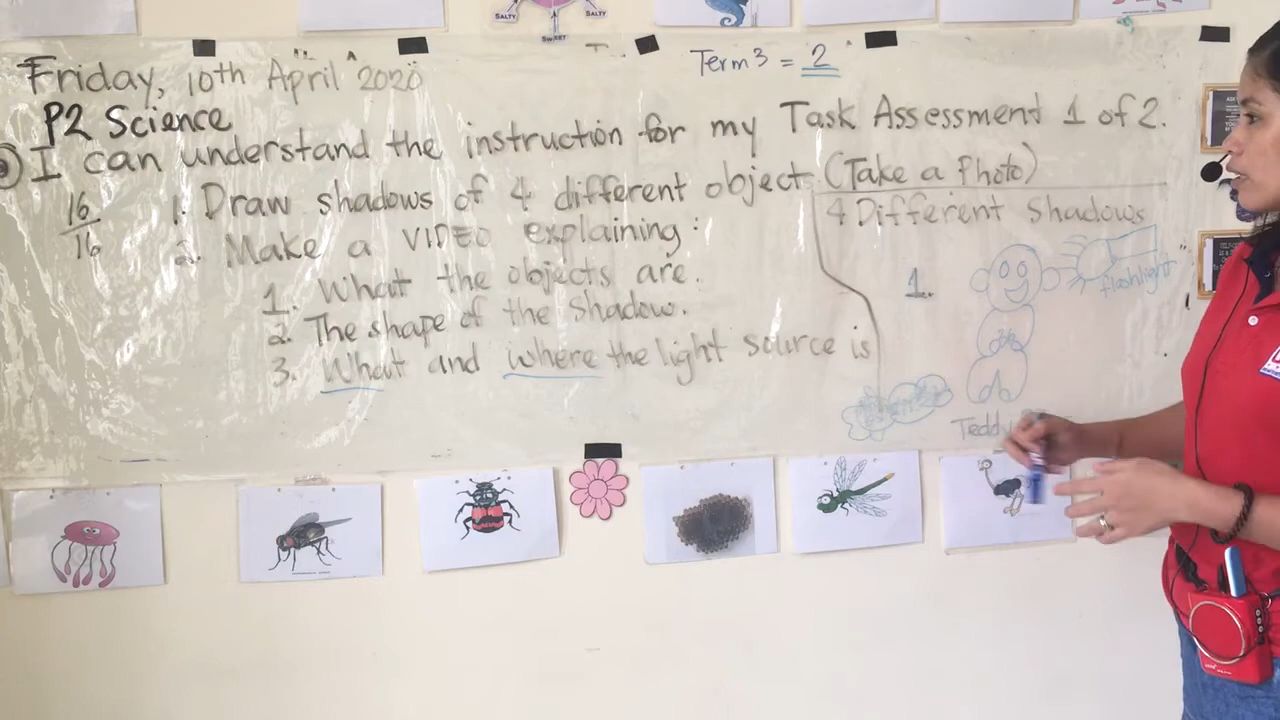 SALTY
SALTY
SWEET
Term 3 = 2
Friday, 10th April 2020
P2 Science
I can understand the instruction for my Task Assessment 1 of 2.
16
16
1. Draw shadows of 4 different object (Take a Photo)
2. Make a VIDEO explaining:
1. What the objects are.
2. The shape of the Shadow.
3. What and where the light source is
4 Different Shadows
1.
flashlight
Teddy